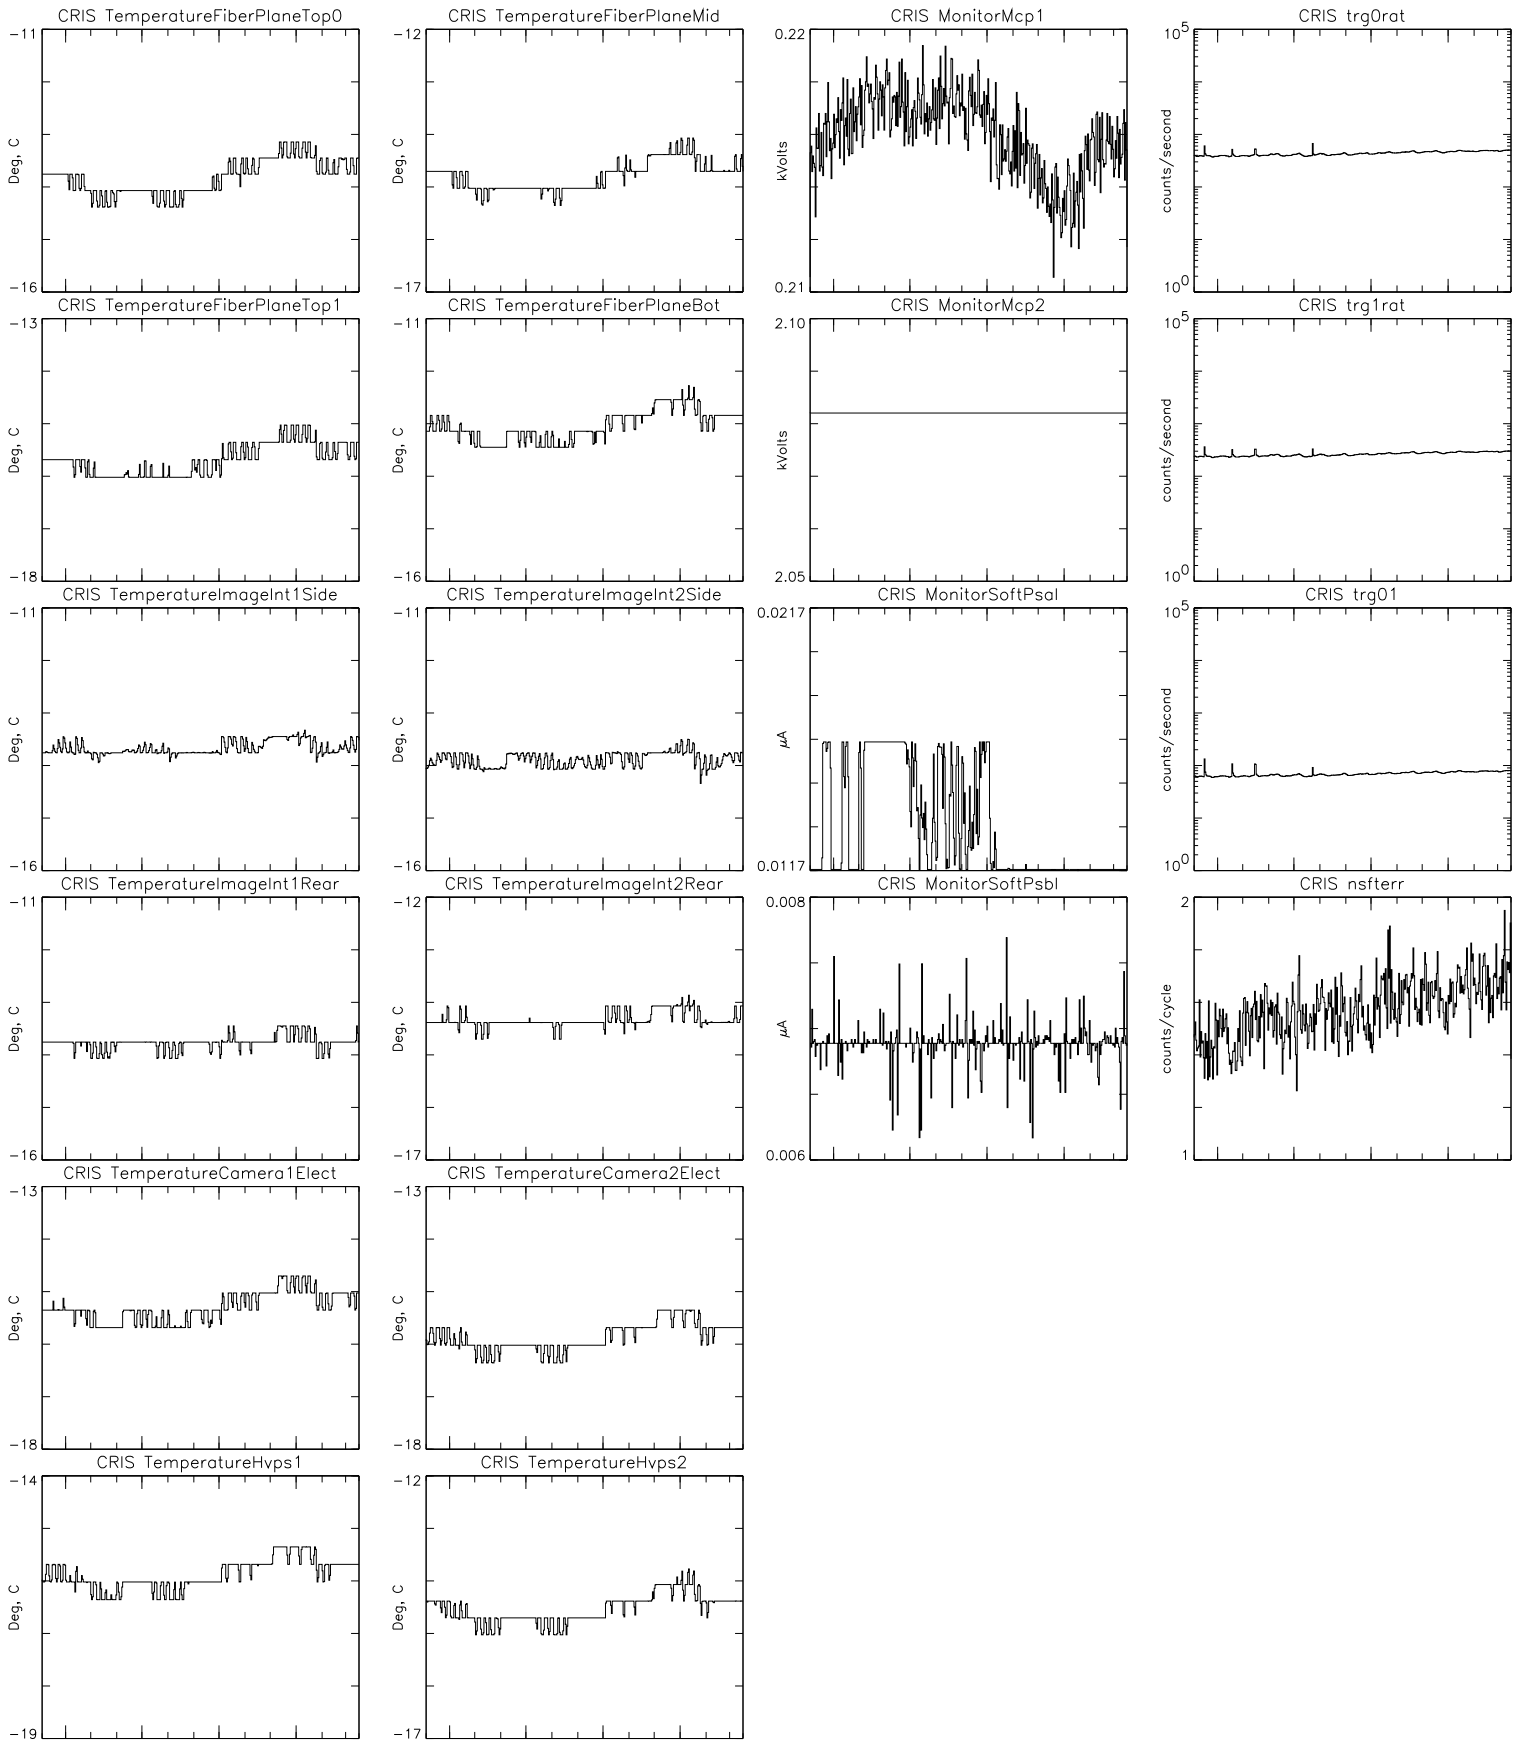 CRIS TemperatureFiberPlaneTop0
-11
Deg, C
-16
CRIS TemperatureFiberPlaneMid
-12
Deg, C
-17
CRIS MonitorMcp1
0.22
kVolts
0.21
CRIS trg0rat
10^5
counts/second
10^0
CRIS TemperatureFiberPlaneTop1
-13
Deg, C
-18
CRIS TemperatureFiberPlaneBot
-11
Deg, C
-16
CRIS MonitorMcp2
2.10
kVolts
2.05
CRIS trg1rat
10^5
counts/second
10^0
CRIS TemperatureImageInt1Side
-11
Deg, C
-16
CRIS TemperatureImageInt2Side
-11
Deg, C
-16
CRIS MonitorSoftPsaI
0.0217
μA
0.0117
CRIS trg01
10^5
counts/second
10^0
CRIS TemperatureImageInt1Rear
-11
Deg, C
-16
CRIS TemperatureImageInt2Rear
-12
Deg, C
-17
CRIS MonitorSoftPsbI
0.008
μA
0.006
CRIS nsfterr
2
counts/cycle
1
CRIS TemperatureCamera1Elect
-13
Deg, C
-18
CRIS TemperatureCamera2Elect
-13
Deg, C
-18
CRIS TemperatureHvps1
-14
Deg, C
-19
CRIS TemperatureHvps2
-12
Deg, C
-17